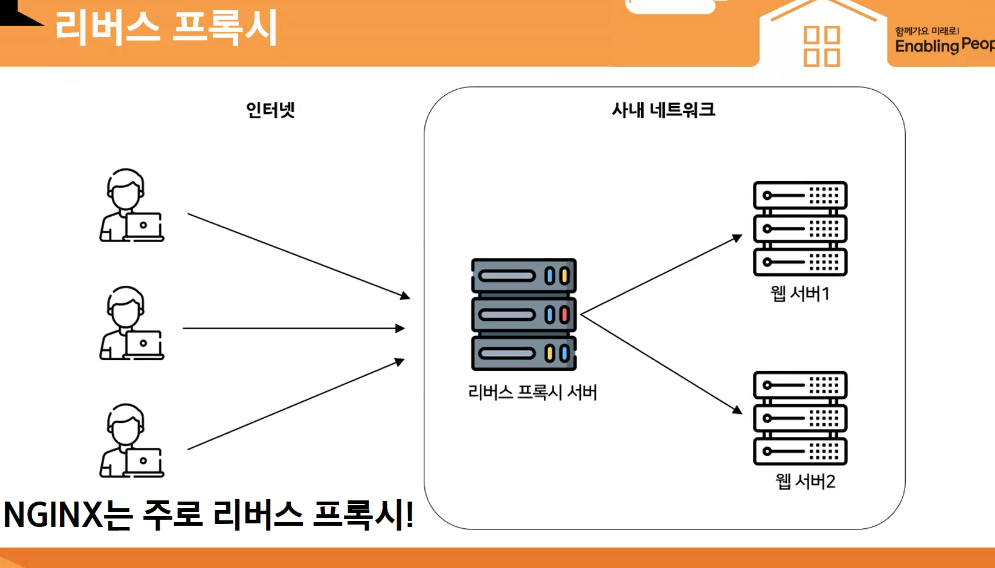 리버스 프록시
함께가요 미래로!
Enabling Peop
인터넷
사내 네트워크
웹 서버1
리버스 프록시 서버
웹 서버2
NGINX는 주로 리버스 프록시!